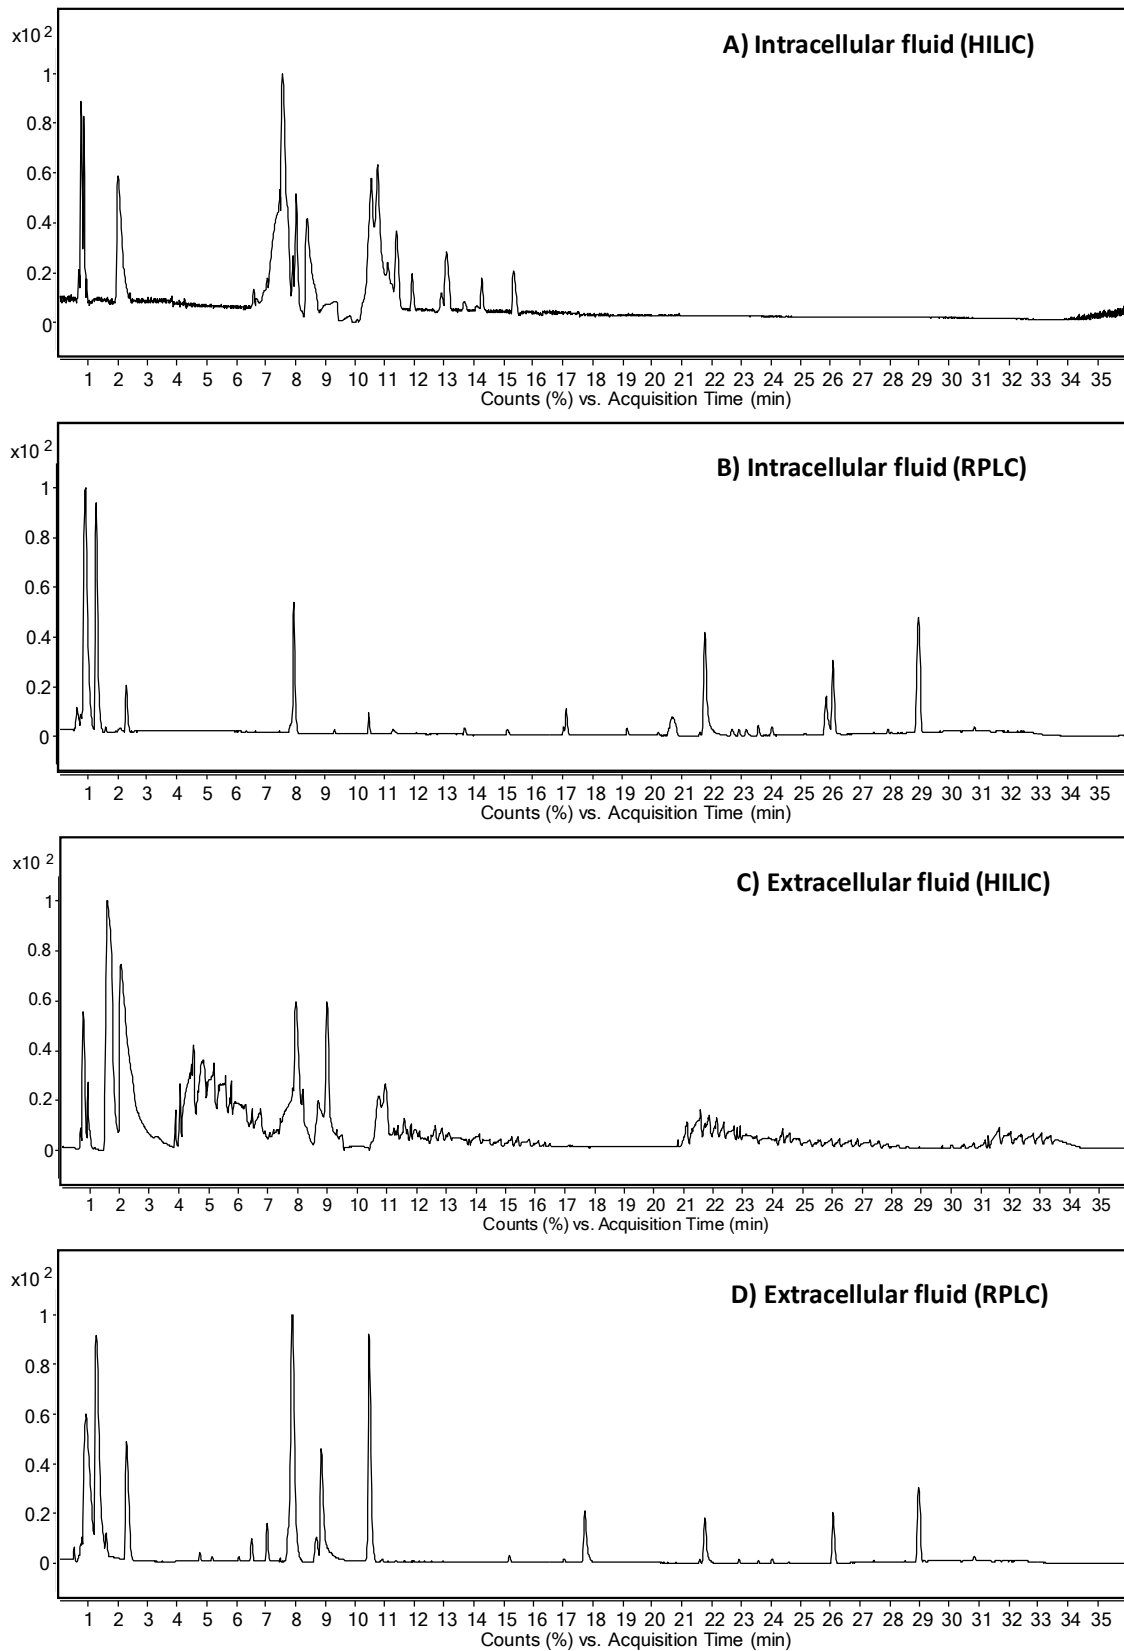 A) Intracellular fluid (HILIC)
x10 2
1
0.8
0.6
0.4
0.2
0
1 2 3 4 5 6 7 8 9 10 11 12 13 14 15 16 17 18 19 20 21 22 23 24 25 26 27 28 29 30 31 32 33 34 35
Counts (%) vs. Acquisition Time (min)
B) Intracellular fluid (RPLC)
x10 2
1
0.8
0.6
0.4
0.2
0
1 2 3 4 5 6 7 8 9 10 11 12 13 14 15 16 17 18 19 20 21 22 23 24 25 26 27 28 29 30 31 32 33 34 35
Counts (%) vs. Acquisition Time (min)
C) Extracellular fluid (HILIC)
x10 2
1
0.8
0.6
0.4
0.2
0
1 2 3 4 5 6 7 8 9 10 11 12 13 14 15 16 17 18 19 20 21 22 23 24 25 26 27 28 29 30 31 32 33 34 35
Counts (%) vs. Acquisition Time (min)
D) Extracellular fluid (RPLC)
x10 2
1
0.8
0.6
0.4
0.2
0
1 2 3 4 5 6 7 8 9 10 11 12 13 14 15 16 17 18 19 20 21 22 23 24 25 26 27 28 29 30 31 32 33 34 35
Counts (%) vs. Acquisition Time (min)